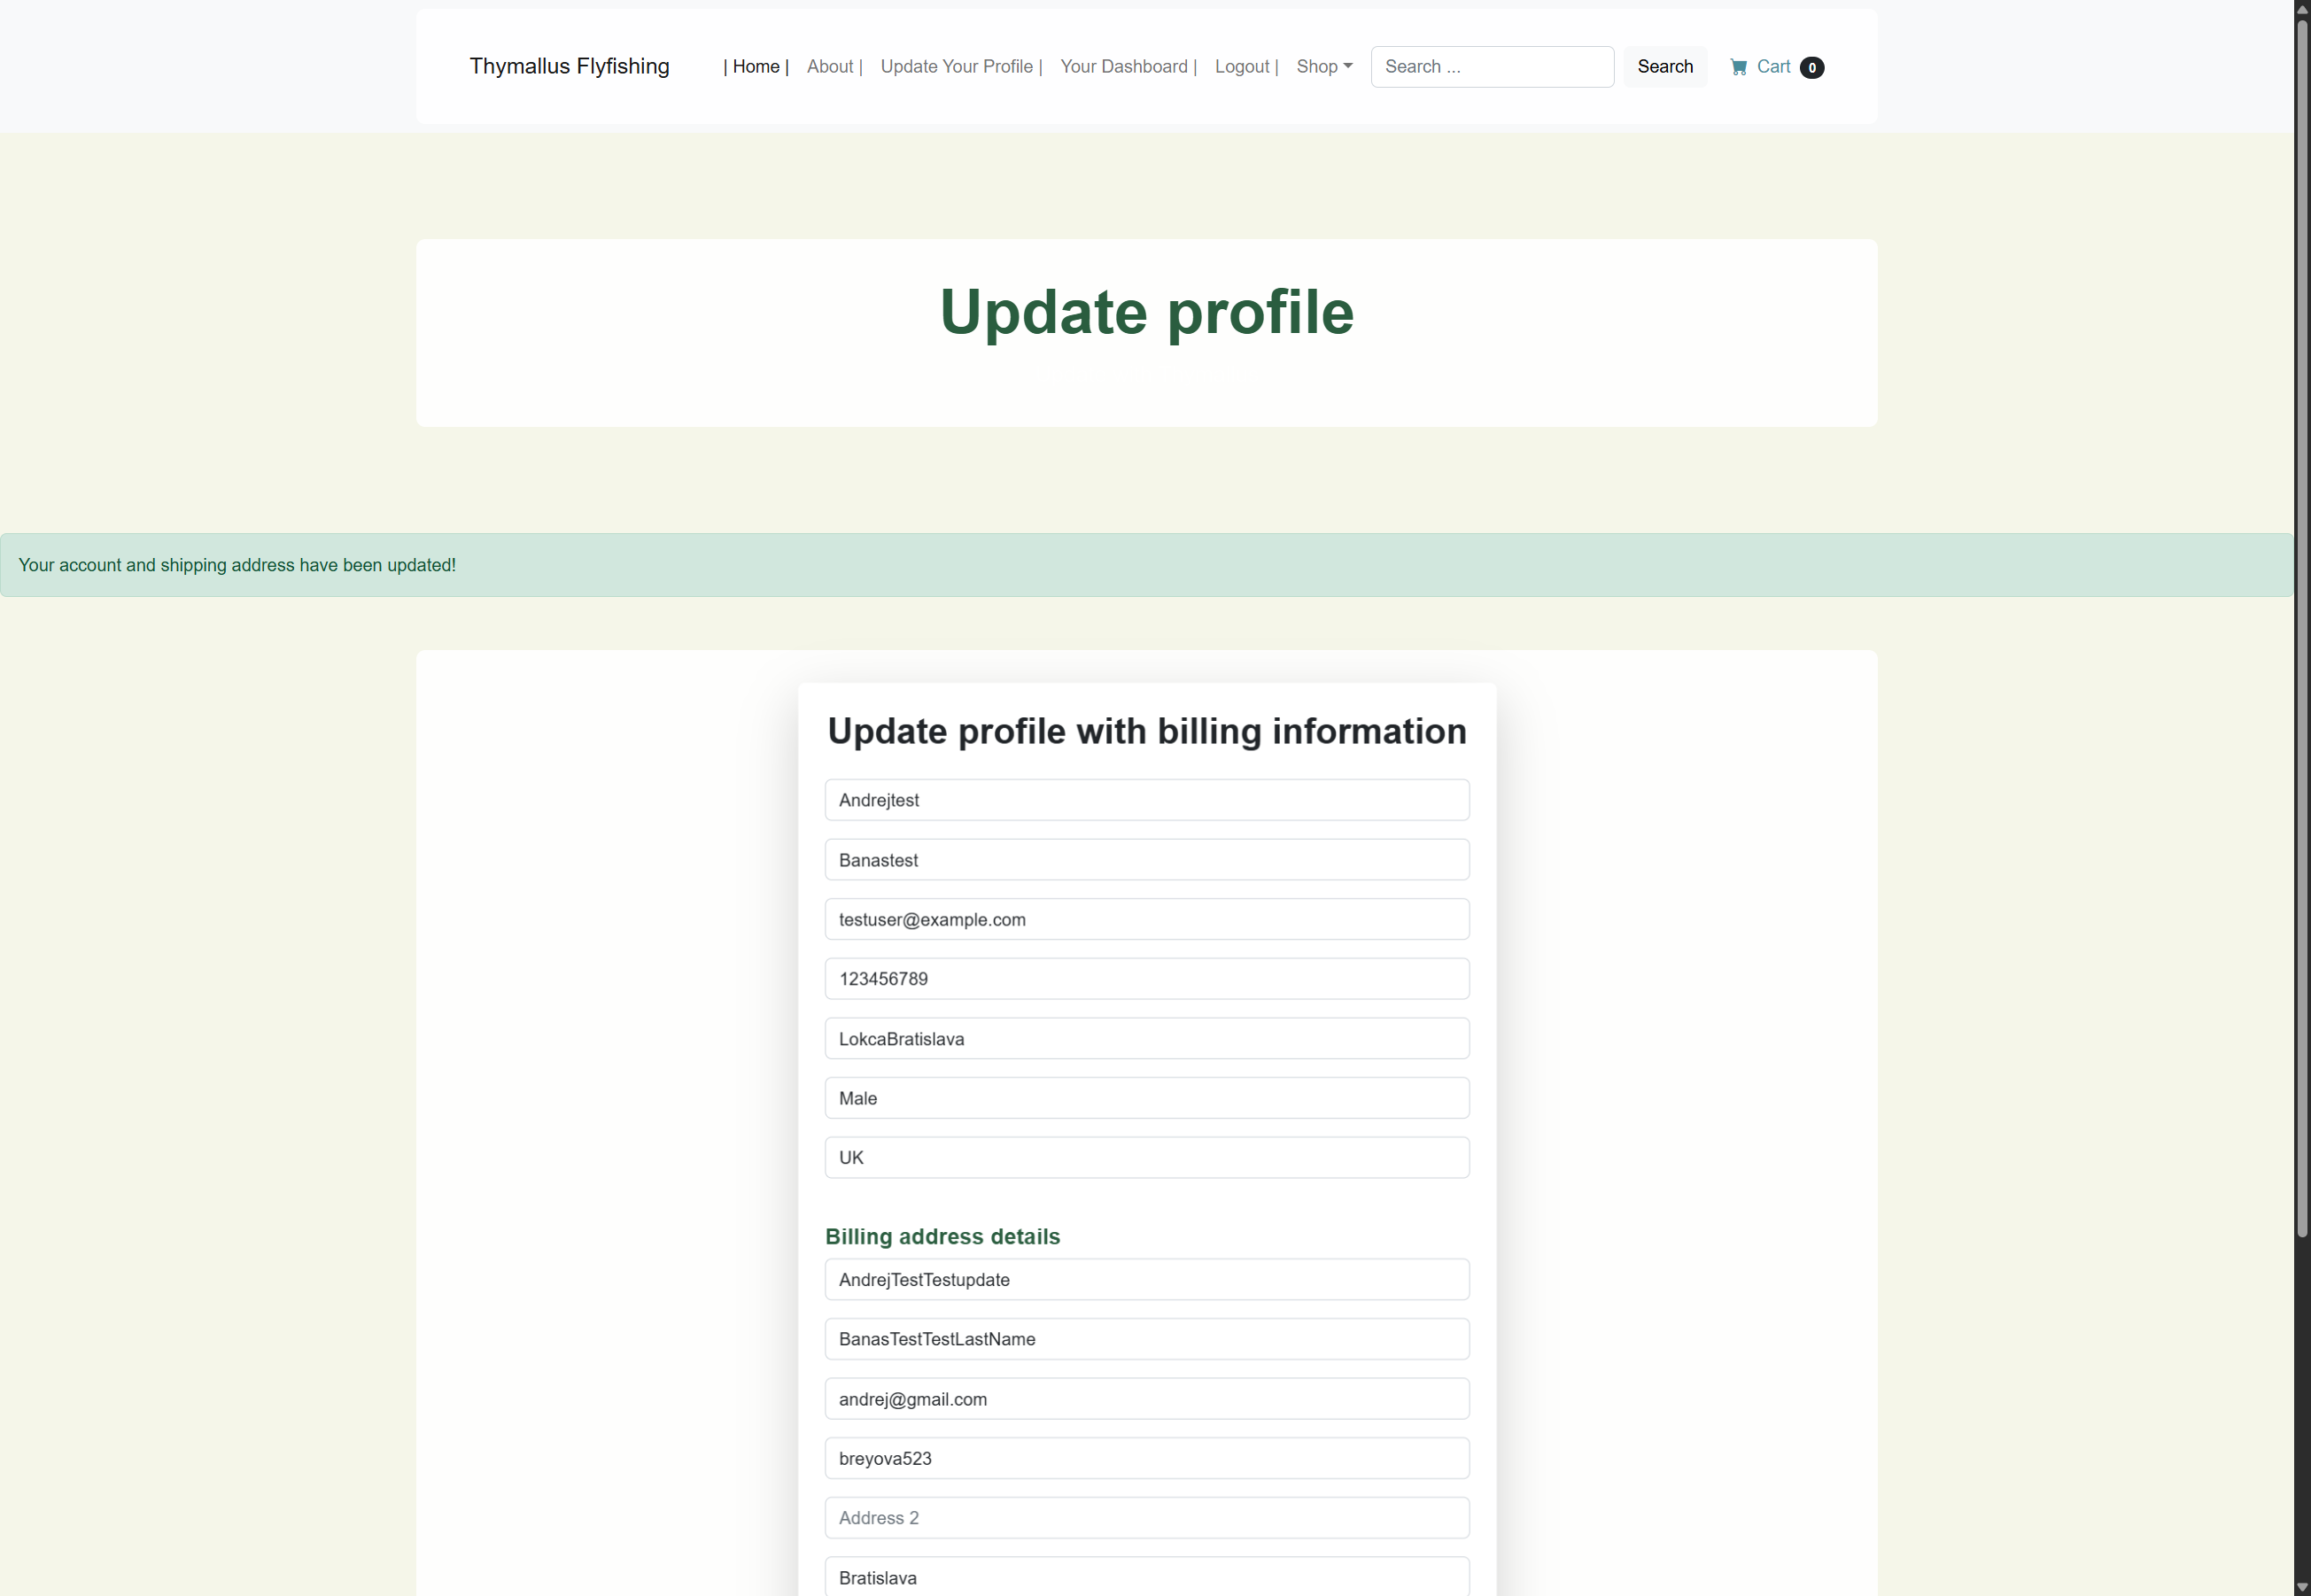 Thymallus Flyfishing | Home | About | Update Your Profile | Your Dashboard | Logout | Shop Search ... Search Cart 0
Update profile
Your account and shipping address have been updated!
Update profile with billing information
Andrejtest
Banastest
testuser@example.com
123456789
LokcaBratislava
Male
UK
Billing address details
AndrejTestTestupdate
BanasTestTestLastName
andrej@gmail.com
breyova523
Address 2
Bratislava